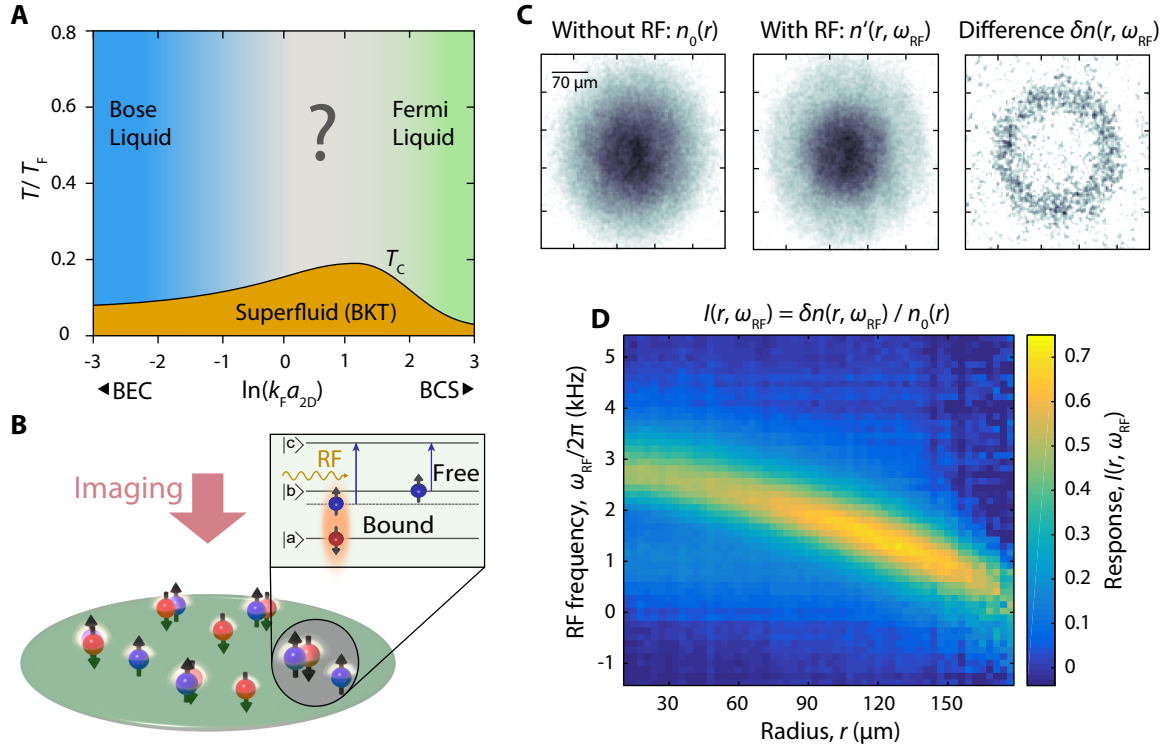 A
0.8
0.6
0.4
0.2
0
T/ T_F
Bose
Liquid
?
Fermi
Liquid
T_C
Superfluid (BKT)
-3
-2
-1
0
1
2
3
◄BEC
ln(k_F a_2D)
BCS►
B
Imaging
|c>
RF
Free
|b>
Bound
|a>
C
Without RF: n_0(r)
With RF: n‘(r, ω_RF)
Difference δn(r, ω_RF)
70 µm
D
I(r, ω_RF) = δn(r, ω_RF) / n_0(r)
5
4
3
2
1
0
-1
RF frequency, ω_RF/2π (kHz)
30
60
90
120
150
Radius, r (µm)
0.7
0.6
0.5
0.4
0.3
0.2
0.1
0
Response, I(r, ω_RF)